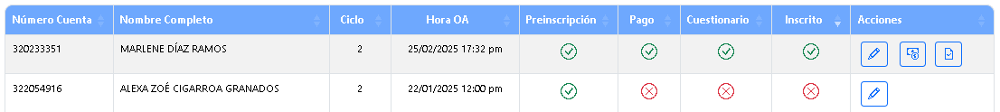 Número Cuenta Nombre Completo Ciclo Hora OA Preinscripción Pago Cuestionario Inscrito Acciones
320233351 MARLENE DÍAZ RAMOS 2 25/02/2025 17:32 pm
322054916 ALEXA ZOÉ CIGARROA GRANADOS 2 22/01/2025 12:00 pm